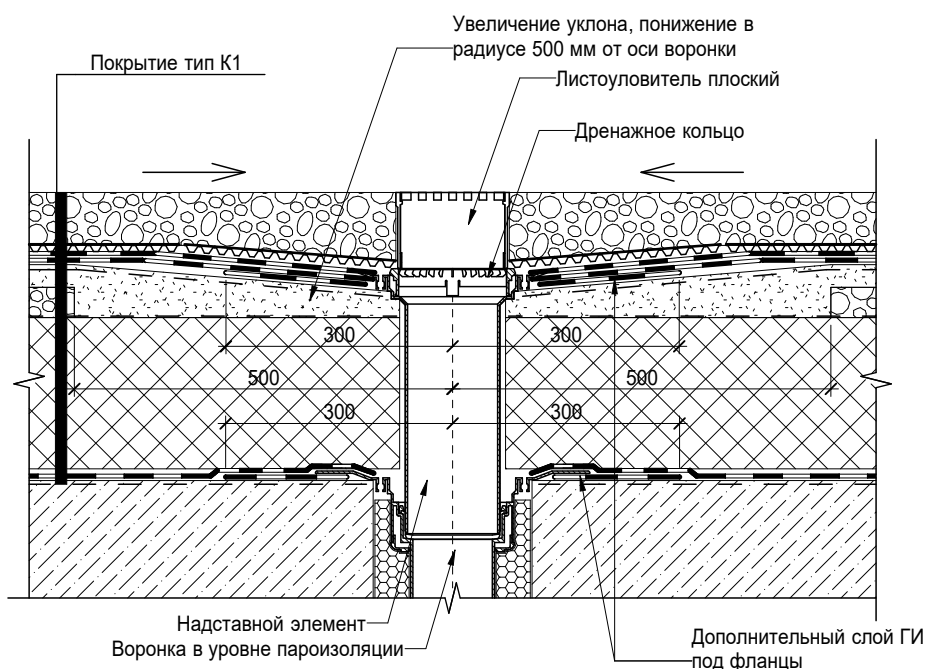 Увеличение уклона, понижение в
радиусе 500 мм от оси воронки
Покрытие тип К1
Листоуловитель плоский
Дренажное кольцо
300
300
500
500
300
300
Надставной элемент
Воронка в уровне пароизоляции
Дополнительный слой ГИ
под фланцы